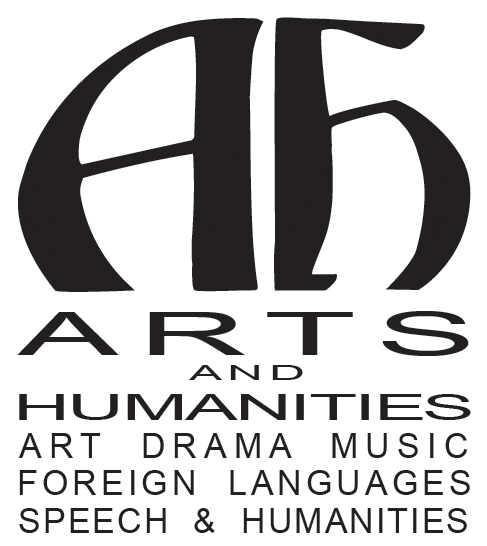 Ah
ARTS
AND
HUMANITIES
ART DRAMA MUSIC
FOREIGN LANGUAGES
SPEECH & HUMANITIES